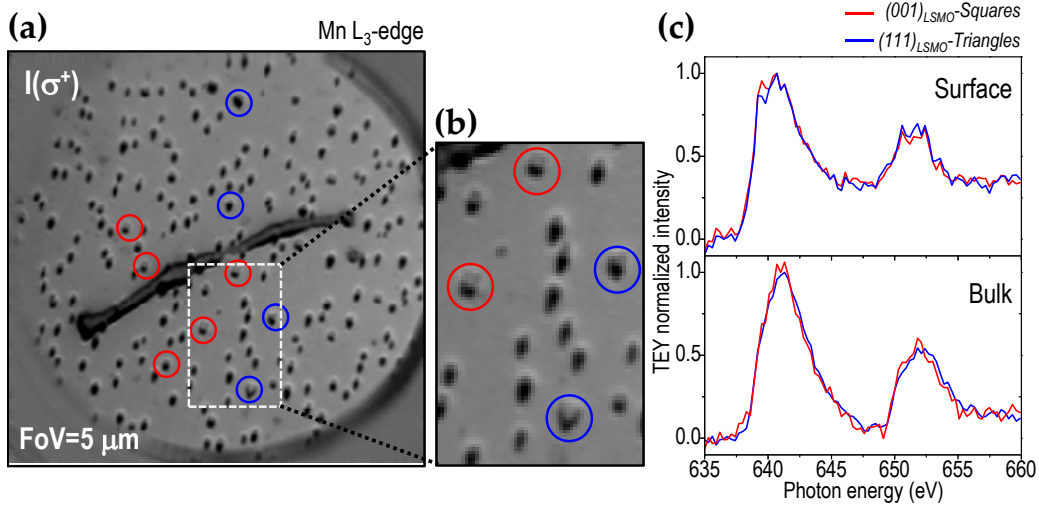 (a)
Mn L₃-edge
I(σ⁺)
FoV=5 μm
(b)
(c)
(001)LSMO-Squares
(111)LSMO-Triangles
TEY normalized intensity
Surface
1.0
0.5
0.0
Bulk
1.0
0.5
0.0
635 640 645 650 655 660
Photon energy (eV)